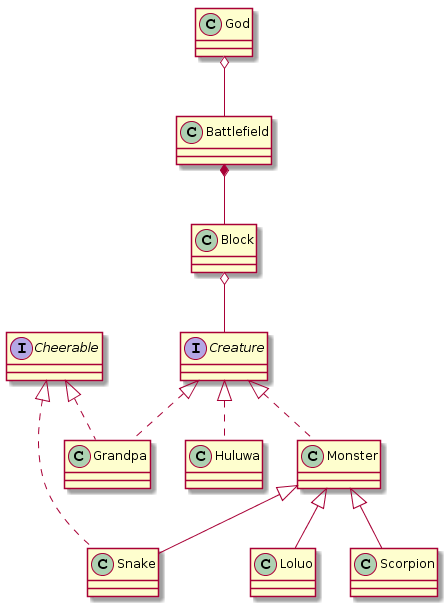 C God
C Battlefield
C Block
I Cheerable
I Creature
C Grandpa
C Huluwa
C Monster
C Snake
C Loluo
C Scorpion